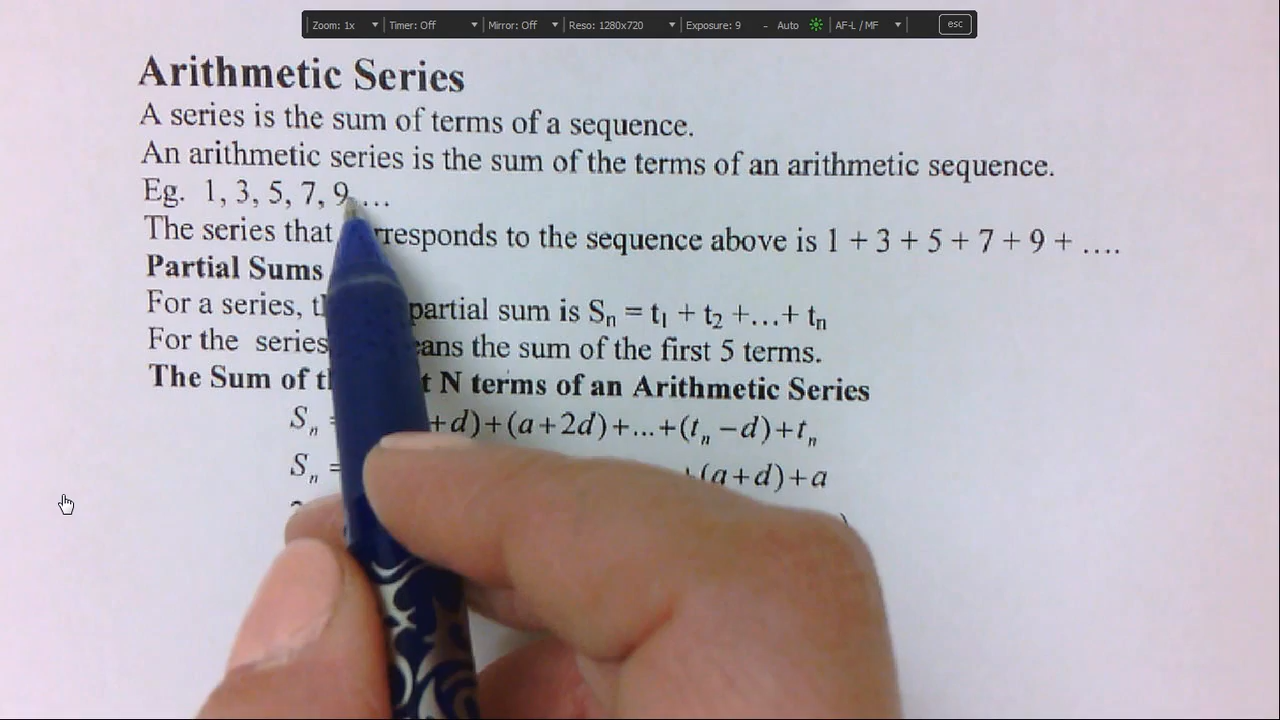 Zoom: 1x Timer: Off Mirror: Off Reso: 1280x720 Exposure: 9 - Auto AF-L / MF esc
Arithmetic Series
A series is the sum of terms of a sequence.
An arithmetic series is the sum of the terms of an arithmetic sequence.
Eg. 1, 3, 5, 7, 9, …
The series that rresponds to the sequence above is 1 + 3 + 5 + 7 + 9 + ….
Partial Sums
For a series, partial sum is Sₙ = t₁ + t₂ +…+ tₙ
For the series eans the sum of the first 5 terms.
The Sum of t N terms of an Arithmetic Series
Sₙ = +d)+(a+2d)+...+(tₙ −d)+tₙ
Sₙ = +(a+d)+a